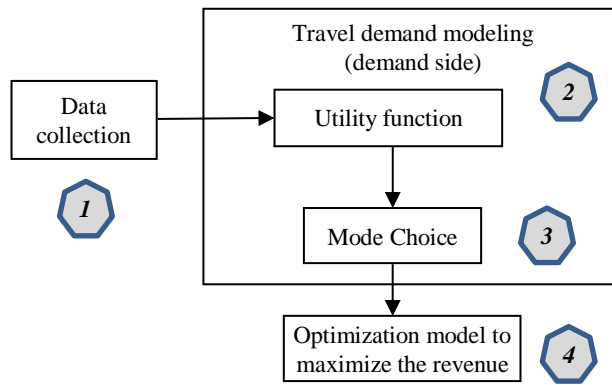 Travel demand modeling
(demand side)
2
Data
collection
Utility function
1
Mode Choice
3
Optimization model to
maximize the revenue
4